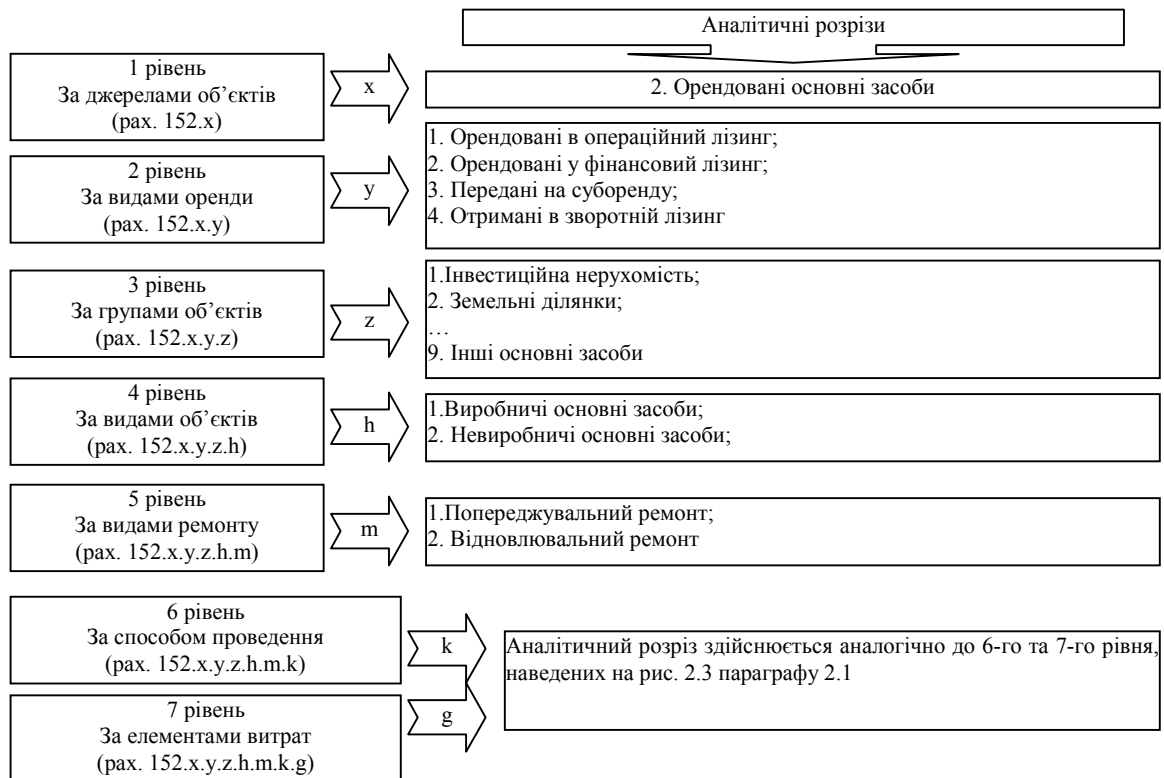 Аналітичні розрізи
1 рівень
За джерелами об’єктів
(рах. 152.x)
x
2. Орендовані основні засоби
2 рівень
За видами оренди
(рах. 152.x.y)
y
1. Орендовані в операційний лізинг;
2. Орендовані у фінансовий лізинг;
3. Передані на суборенду;
4. Отримані в зворотній лізинг
3 рівень
За групами об’єктів
(рах. 152.x.y.z)
z
1.Інвестиційна нерухомість;
2. Земельні ділянки;
…
9. Інші основні засоби
4 рівень
За видами об’єктів
(рах. 152.x.y.z.h)
h
1.Виробничі основні засоби;
2. Невиробничі основні засоби;
5 рівень
За видами ремонту
(рах. 152.x.y.z.h.m)
m
1.Попереджувальний ремонт;
2. Відновлювальний ремонт
6 рівень
За способом проведення
(рах. 152.x.y.z.h.m.k)
k
Аналітичний розріз здійснюється аналогічно до 6-го та 7-го рівня,
наведених на рис. 2.3 параграфу 2.1
7 рівень
За елементами витрат
(рах. 152.x.y.z.h.m.k.g)
g